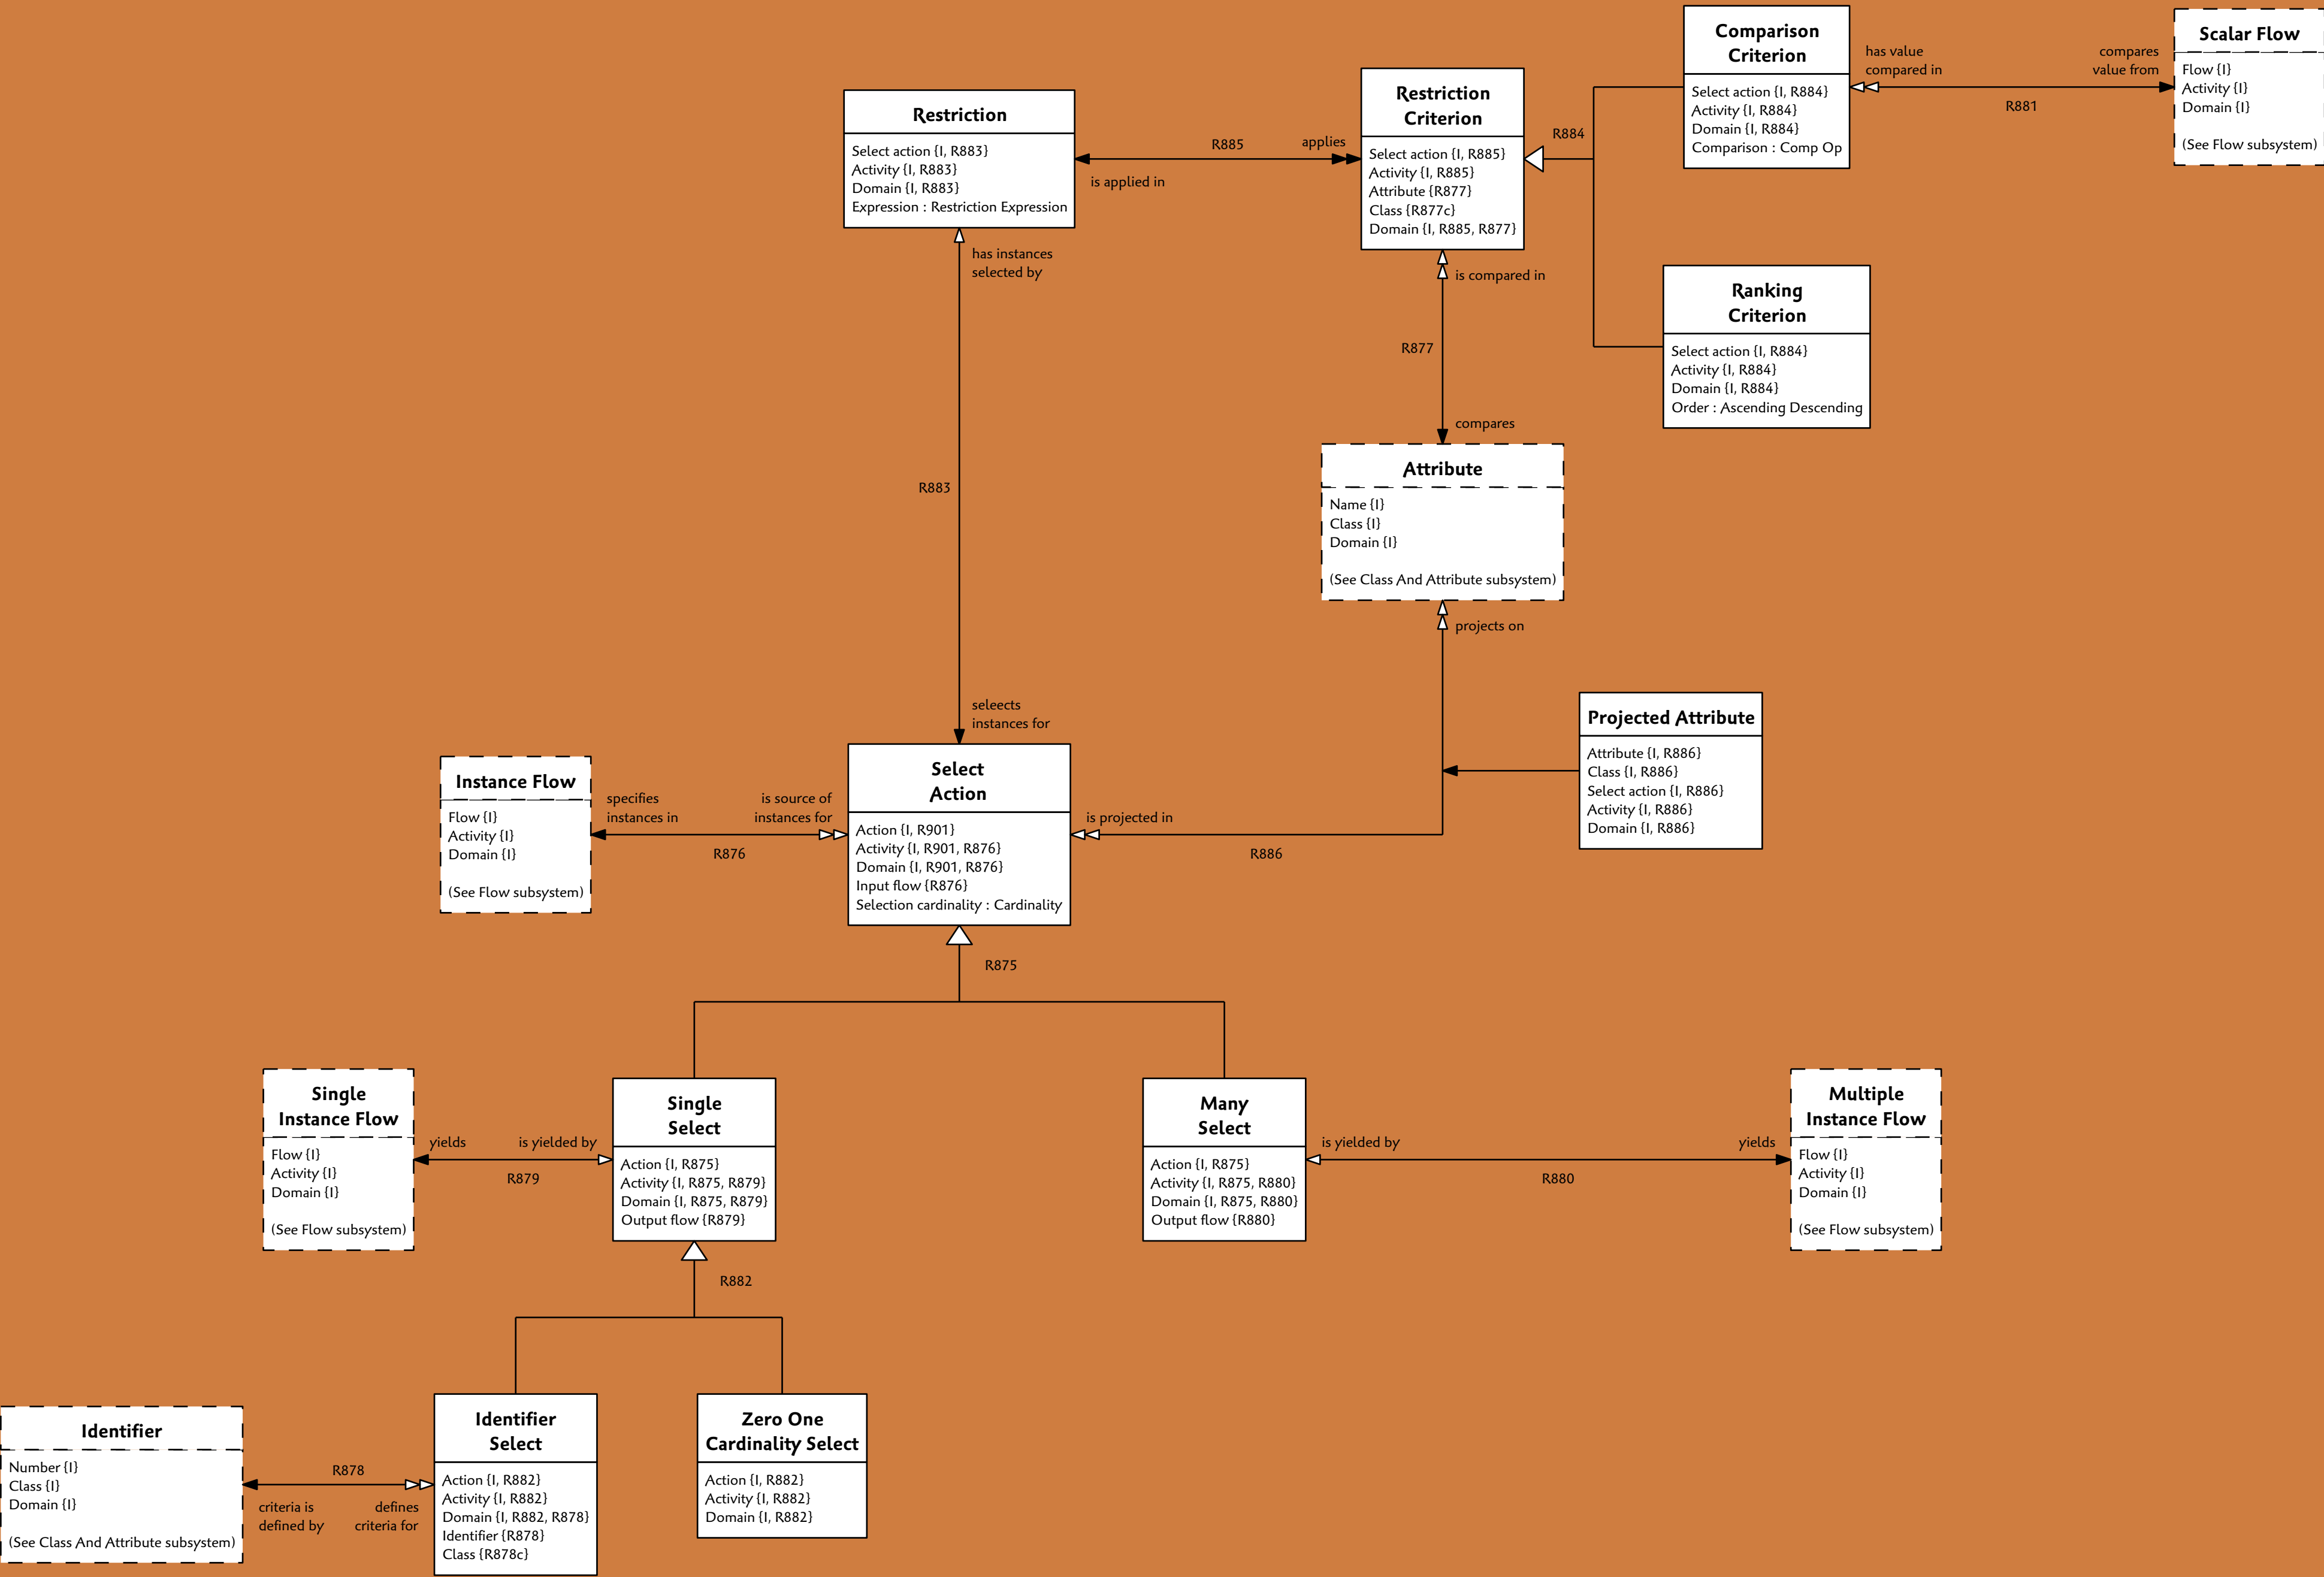 Comparison
Criterion
Select action {I, R884}
Activity {I, R884}
Domain {I, R884}
Comparison : Comp Op
has value
compared in
compares
value from
R881
Scalar Flow
Flow {I}
Activity {I}
Domain {I}
(See Flow subsystem)
Restriction
Select action {I, R883}
Activity {I, R883}
Domain {I, R883}
Expression : Restriction Expression
R885
applies
is applied in
Restriction
Criterion
Select action {I, R885}
Activity {I, R885}
Attribute {R877}
Class {R877c}
Domain {I, R885, R877}
R884
has instances
selected by
is compared in
Ranking
Criterion
Select action {I, R884}
Activity {I, R884}
Domain {I, R884}
Order : Ascending Descending
R877
compares
R883
Attribute
Name {I}
Class {I}
Domain {I}
(See Class And Attribute subsystem)
projects on
seleects
instances for
Projected Attribute
Attribute {I, R886}
Class {I, R886}
Select action {I, R886}
Activity {I, R886}
Domain {I, R886}
Instance Flow
Flow {I}
Activity {I}
Domain {I}
(See Flow subsystem)
specifies
instances in
is source of
instances for
R876
Select
Action
Action {I, R901}
Activity {I, R901, R876}
Domain {I, R901, R876}
Input flow {R876}
Selection cardinality : Cardinality
is projected in
R886
R875
Single
Instance Flow
Flow {I}
Activity {I}
Domain {I}
(See Flow subsystem)
yields
is yielded by
R879
Single
Select
Action {I, R875}
Activity {I, R875, R879}
Domain {I, R875, R879}
Output flow {R879}
Many
Select
Action {I, R875}
Activity {I, R875, R880}
Domain {I, R875, R880}
Output flow {R880}
is yielded by
yields
R880
Multiple
Instance Flow
Flow {I}
Activity {I}
Domain {I}
(See Flow subsystem)
R882
Identifier
Number {I}
Class {I}
Domain {I}
(See Class And Attribute subsystem)
R878
criteria is
defined by
defines
criteria for
Identifier
Select
Action {I, R882}
Activity {I, R882}
Domain {I, R882, R878}
Identifier {R878}
Class {R878c}
Zero One
Cardinality Select
Action {I, R882}
Activity {I, R882}
Domain {I, R882}